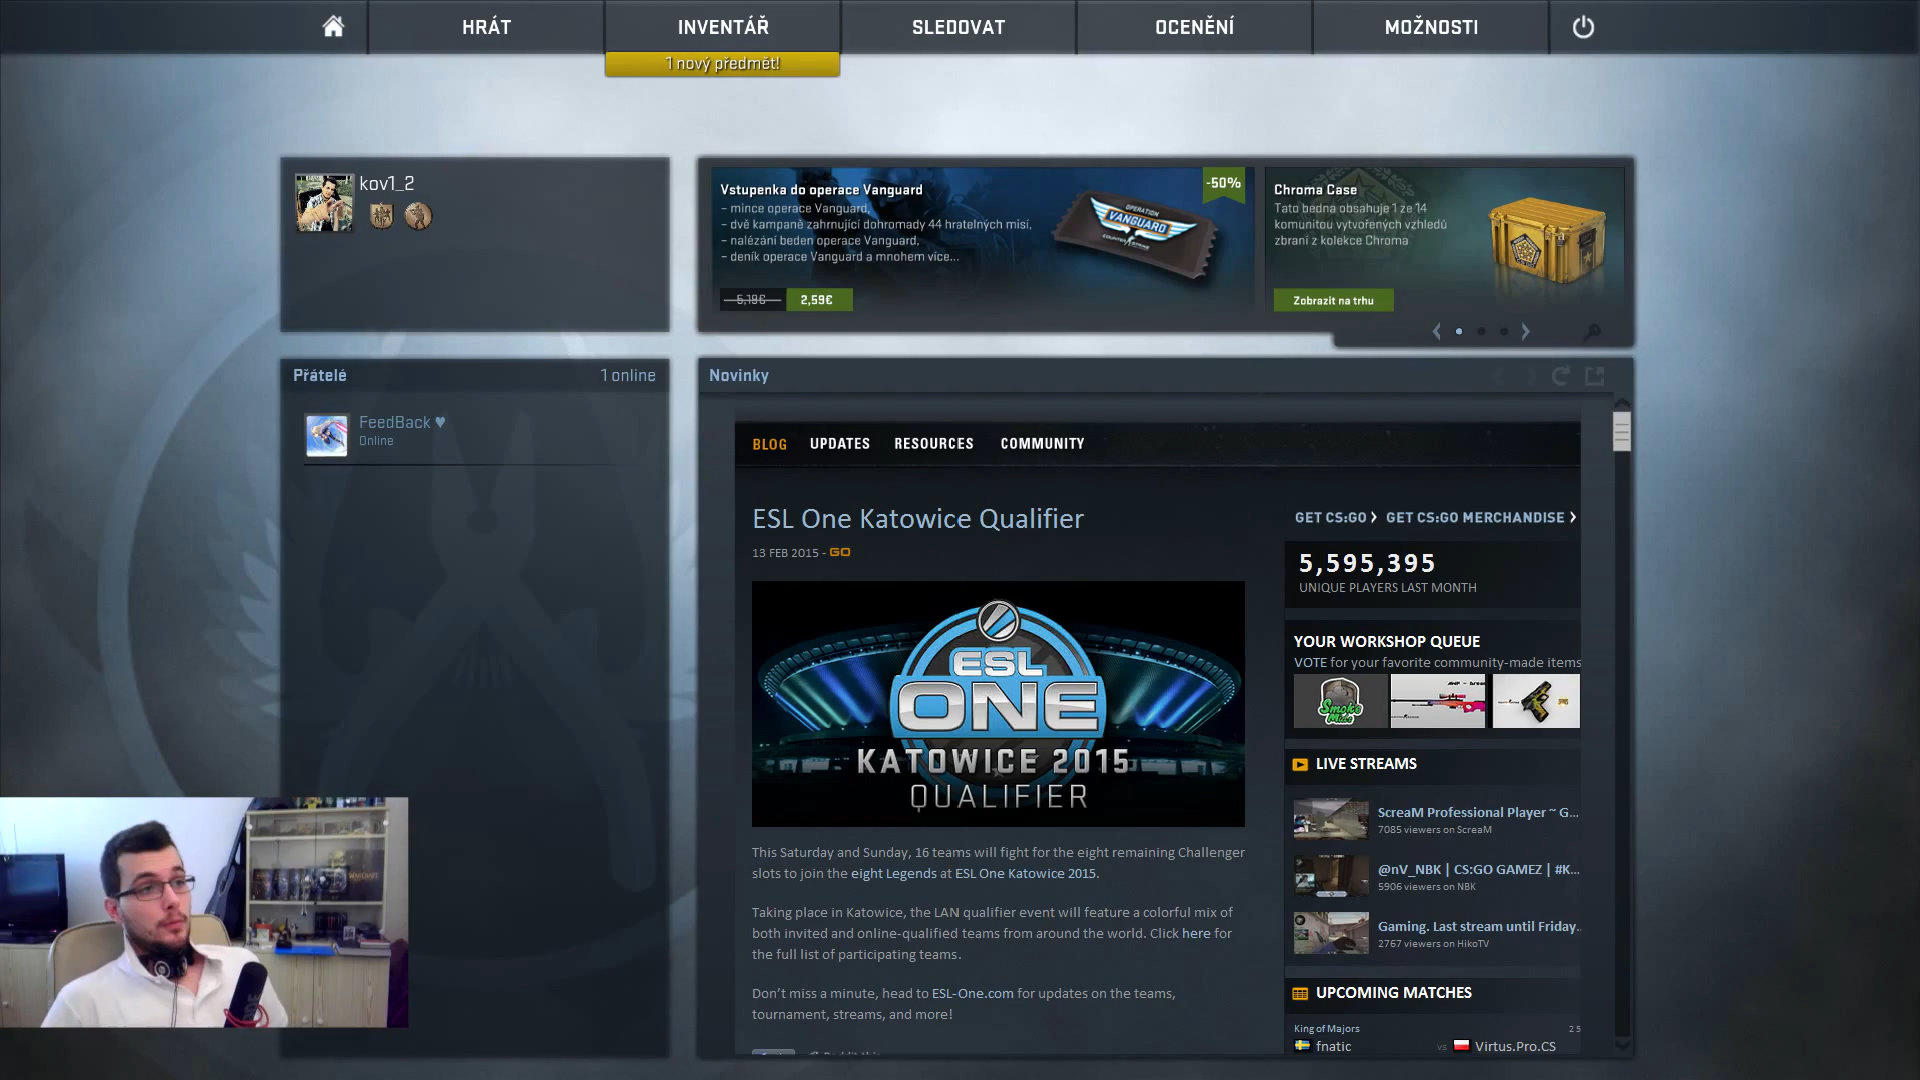 HRÁT
INVENTÁŘ
SLEDOVAT
OCENĚNÍ
MOŽNOSTI
1 nový předmět!
kov1_2
Vstupenka do operace Vanguard
– mince operace Vanguard,
– dvě kampaně zahrnující dohromady 44 hratelných misí,
– nalézání beden operace Vanguard,
– deník operace Vanguard a mnohem více...
-50%
OPERATION
VANGUARD
COUNTER STRIKE
5,19€
2,59€
Chroma Case
Tato bedna obsahuje 1 ze 14
komunitou vytvořených vzhledů
zbraní z kolekce Chroma
Zobrazit na trhu
Přátelé
1 online
FeedBack ♥
Online
Novinky
BLOG
UPDATES
RESOURCES
COMMUNITY
ESL One Katowice Qualifier
13 FEB 2015 - GO
ESL
ONE
KATOWICE 2015
QUALIFIER
This Saturday and Sunday, 16 teams will fight for the eight remaining Challenger
slots to join the eight Legends at ESL One Katowice 2015.
Taking place in Katowice, the LAN qualifier event will feature a colorful mix of
both invited and online-qualified teams from around the world. Click here for
the full list of participating teams.
Don't miss a minute, head to ESL-One.com for updates on the teams,
tournament, streams, and more!
GET CS:GO
GET CS:GO MERCHANDISE
5,595,395
UNIQUE PLAYERS LAST MONTH
YOUR WORKSHOP QUEUE
VOTE for your favorite community-made items
Smoke
LIVE STREAMS
ScreaM Professional Player ~ G...
7085 viewers on ScreaM
@nV_NBK | CS:GO GAMEZ | #K...
5906 viewers on NBK
Gaming. Last stream until Friday..
2767 viewers on HikoTV
UPCOMING MATCHES
King of Majors
2 5
fnatic
vs
Virtus.Pro.CS